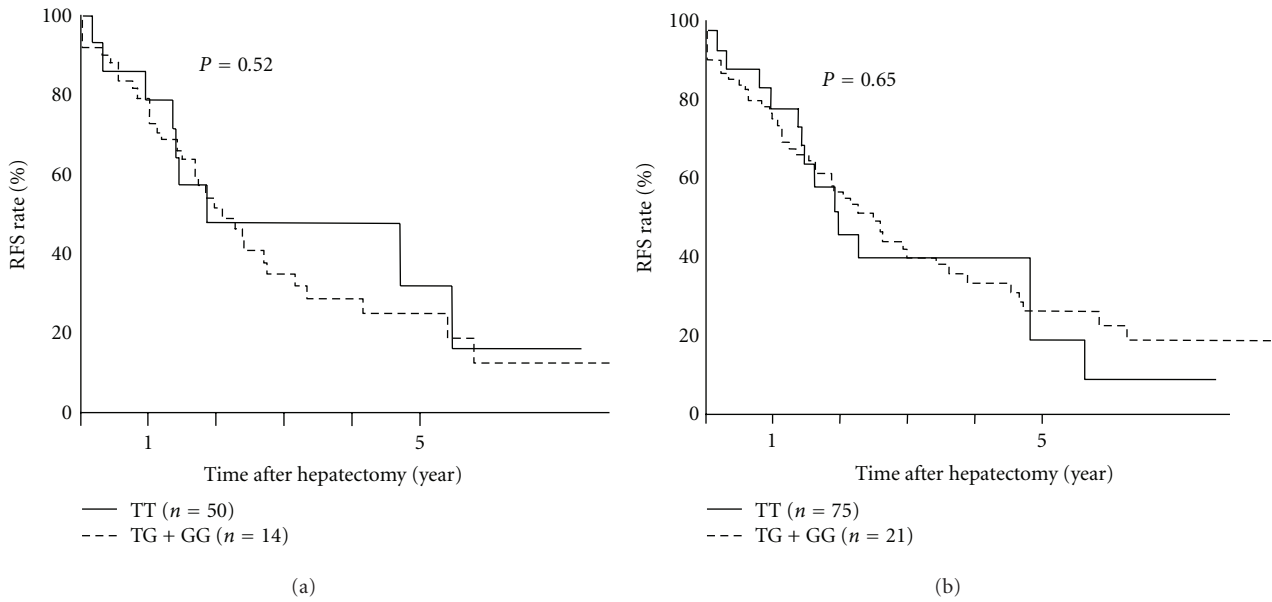 100
80
60
40
20
0
RFS rate (%)
P = 0.52
1
5
Time after hepatectomy (year)
TT (n = 50)
TG + GG (n = 14)
(a)
100
80
60
40
20
0
RFS rate (%)
P = 0.65
1
5
Time after hepatectomy (year)
TT (n = 75)
TG + GG (n = 21)
(b)